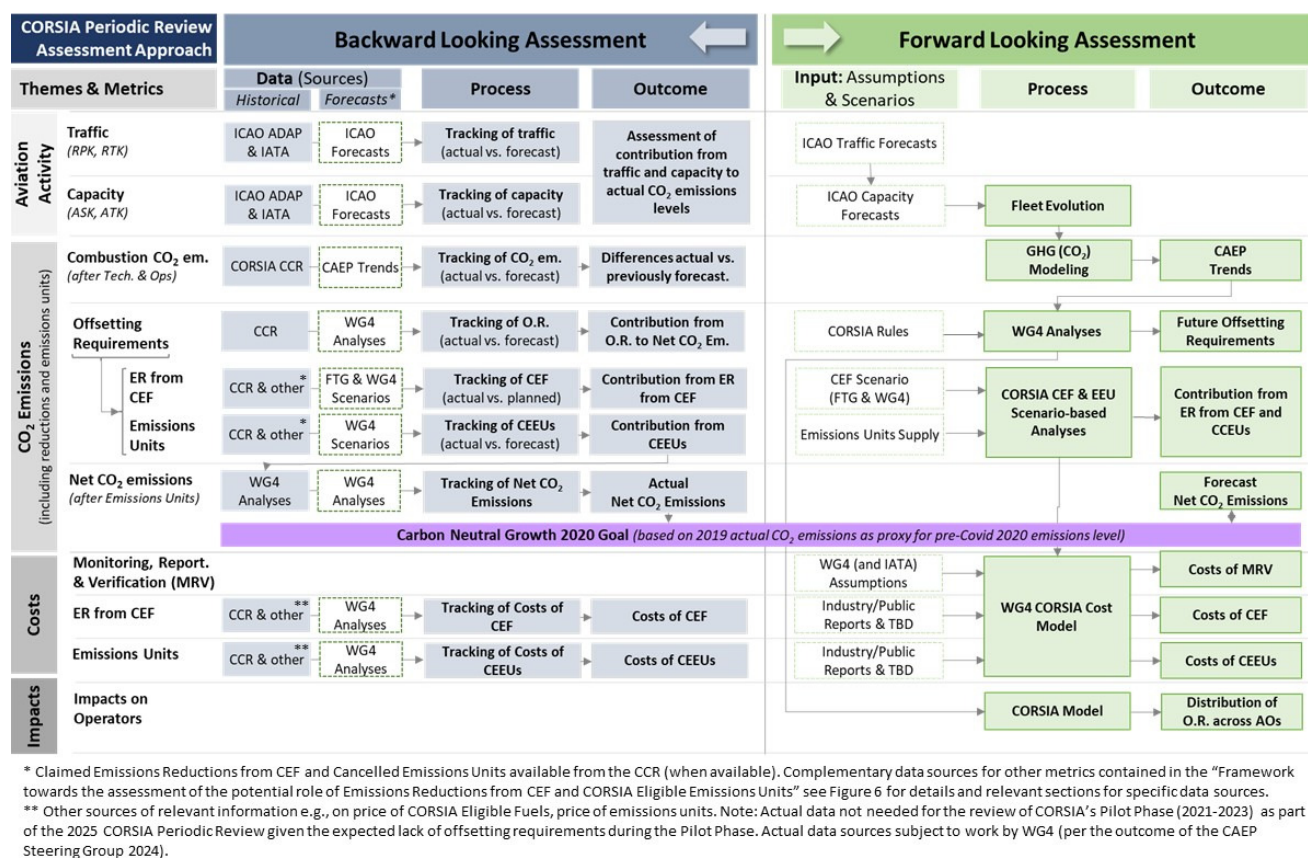 CORSIA Periodic Review
Assessment Approach
Backward Looking Assessment
Forward Looking Assessment
Themes & Metrics
Data (Sources)
Historical Forecasts*
Process
Outcome
Input: Assumptions
& Scenarios
Process
Outcome
Aviation
Activity
Traffic
(RPK, RTK)
ICAO ADAP
& IATA
ICAO
Forecasts
Tracking of traffic
(actual vs. forecast)
Assessment of
contribution from
traffic and capacity to
actual CO2 emissions
levels
ICAO Traffic Forecasts
Capacity
(ASK, ATK)
ICAO ADAP
& IATA
ICAO
Forecasts
Tracking of capacity
(actual vs. forecast)
ICAO Capacity
Forecasts
Fleet Evolution
CO2 Emissions
(including reductions and emissions units)
Combustion CO2 em.
(after Tech. & Ops)
CORSIA CCR
CAEP Trends
Tracking of CO2 em.
(actual vs. forecast)
Differences actual vs.
previously forecast.
GHG (CO2)
Modeling
CAEP
Trends
Offsetting
Requirements
CCR
WG4
Analyses
Tracking of O.R.
(actual vs. forecast)
Contribution from
O.R. to Net CO2 Em.
CORSIA Rules
WG4 Analyses
Future Offsetting
Requirements
ER from
CEF
CCR & other *
FTG & WG4
Scenarios
Tracking of CEF
(actual vs. planned)
Contribution from ER
from CEF
CEF Scenario
(FTG & WG4)
CORSIA CEF & EEU
Scenario-based
Analyses
Contribution from
ER from CEF and
CCEUs
Emissions
Units
CCR & other *
WG4
Scenarios
Tracking of CEEUs
(actual vs. forecast)
Contribution from
CEEUs
Emissions Units Supply
Net CO2 emissions
(after Emissions Units)
WG4
Analyses
WG4
Analyses
Tracking of Net CO2
Emissions
Actual
Net CO2 Emissions
Forecast
Net CO2 Emissions
Carbon Neutral Growth 2020 Goal (based on 2019 actual CO2 emissions as proxy for pre-Covid 2020 emissions level)
Costs
Monitoring, Report.
& Verification (MRV)
WG4 (and IATA)
Assumptions
WG4 CORSIA Cost
Model
Costs of MRV
ER from CEF
CCR & other **
WG4
Analyses
Tracking of Costs of
CEF
Costs of CEF
Industry/Public
Reports & TBD
Costs of CEF
Emissions Units
CCR & other **
WG4
Analyses
Tracking of Costs of
CEEUs
Costs of CEEUs
Industry/Public
Reports & TBD
Costs of CEEUs
Impacts
Impacts on
Operators
CORSIA Model
Distribution of
O.R. across AOs
* Claimed Emissions Reductions from CEF and Cancelled Emissions Units available from the CCR (when available). Complementary data sources for other metrics contained in the “Framework
towards the assessment of the potential role of Emissions Reductions from CEF and CORSIA Eligible Emissions Units” see Figure 6 for details and relevant sections for specific data sources.
** Other sources of relevant information e.g., on price of CORSIA Eligible Fuels, price of emissions units. Note: Actual data not needed for the review of CORSIA’s Pilot Phase (2021-2023) as part
of the 2025 CORSIA Periodic Review given the expected lack of offsetting requirements during the Pilot Phase. Actual data sources subject to work by WG4 (per the outcome of the CAEP
Steering Group 2024).